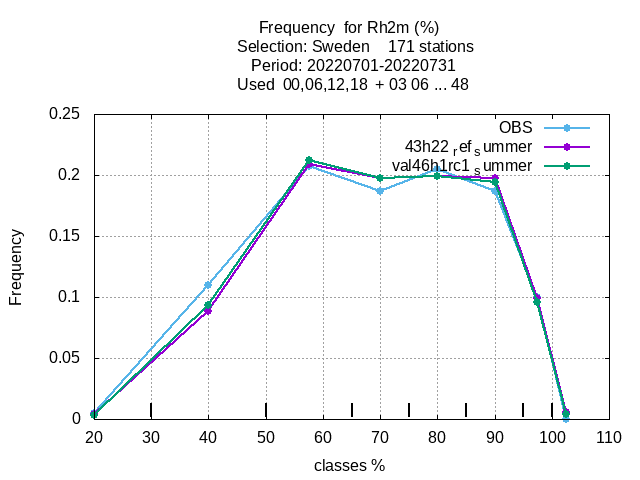 Frequency for Rh2m (%)
Selection: Sweden 171 stations
Period: 20220701-20220731
Used 00,06,12,18 + 03 06 ... 48
0.25
0.2
0.15
0.1
0.05
0
Frequency
OBS
43h22 ref summer
val46h1rc1 summer
20 30 40 50 60 70 80 90 100 110
classes %